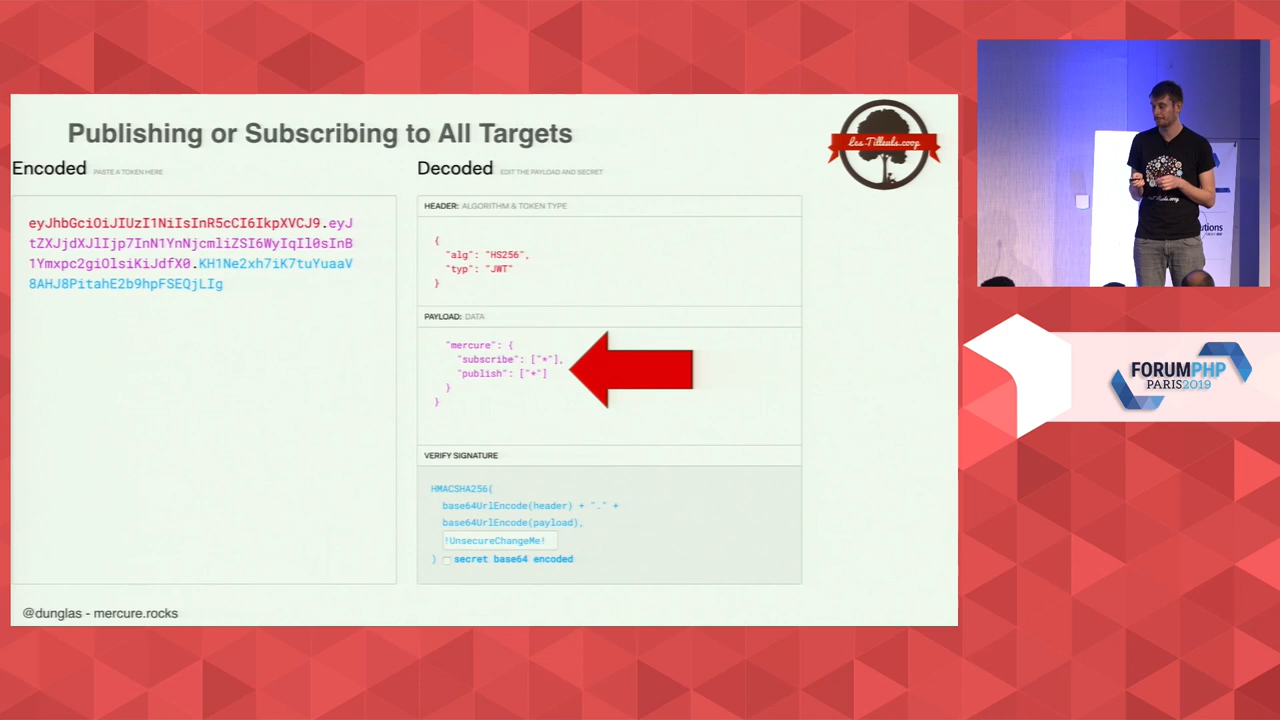 Publishing or Subscribing to All Targets
Les-Tilleuls.coop
Encoded PASTE A TOKEN HERE
eyJhbGciOiJIUzI1NiIsInR5cCI6IkpXVCJ9.eyJ
tZXJjdXJlIjp7InN1YnNjcmliZSI6WyIqIl0sInB
1Ymxpc2giOlsiKiJdfX0.KH1Ne2xh7iK7tuYuaaV
8AHJ8PitahE2b9hpFSEQjLIg
Decoded EDIT THE PAYLOAD AND SECRET
HEADER: ALGORITHM & TOKEN TYPE
{
"alg": "HS256",
"typ": "JWT"
}
PAYLOAD: DATA
"mercure": {
"subscribe": ["*"],
"publish": ["*"]
}
}
VERIFY SIGNATURE
HMACSHA256(
base64UrlEncode(header) + "." +
base64UrlEncode(payload),
!UnsecureChangeMe!
) secret base64 encoded
@dunglas - mercure.rocks
FORUMPHP
PARIS2019